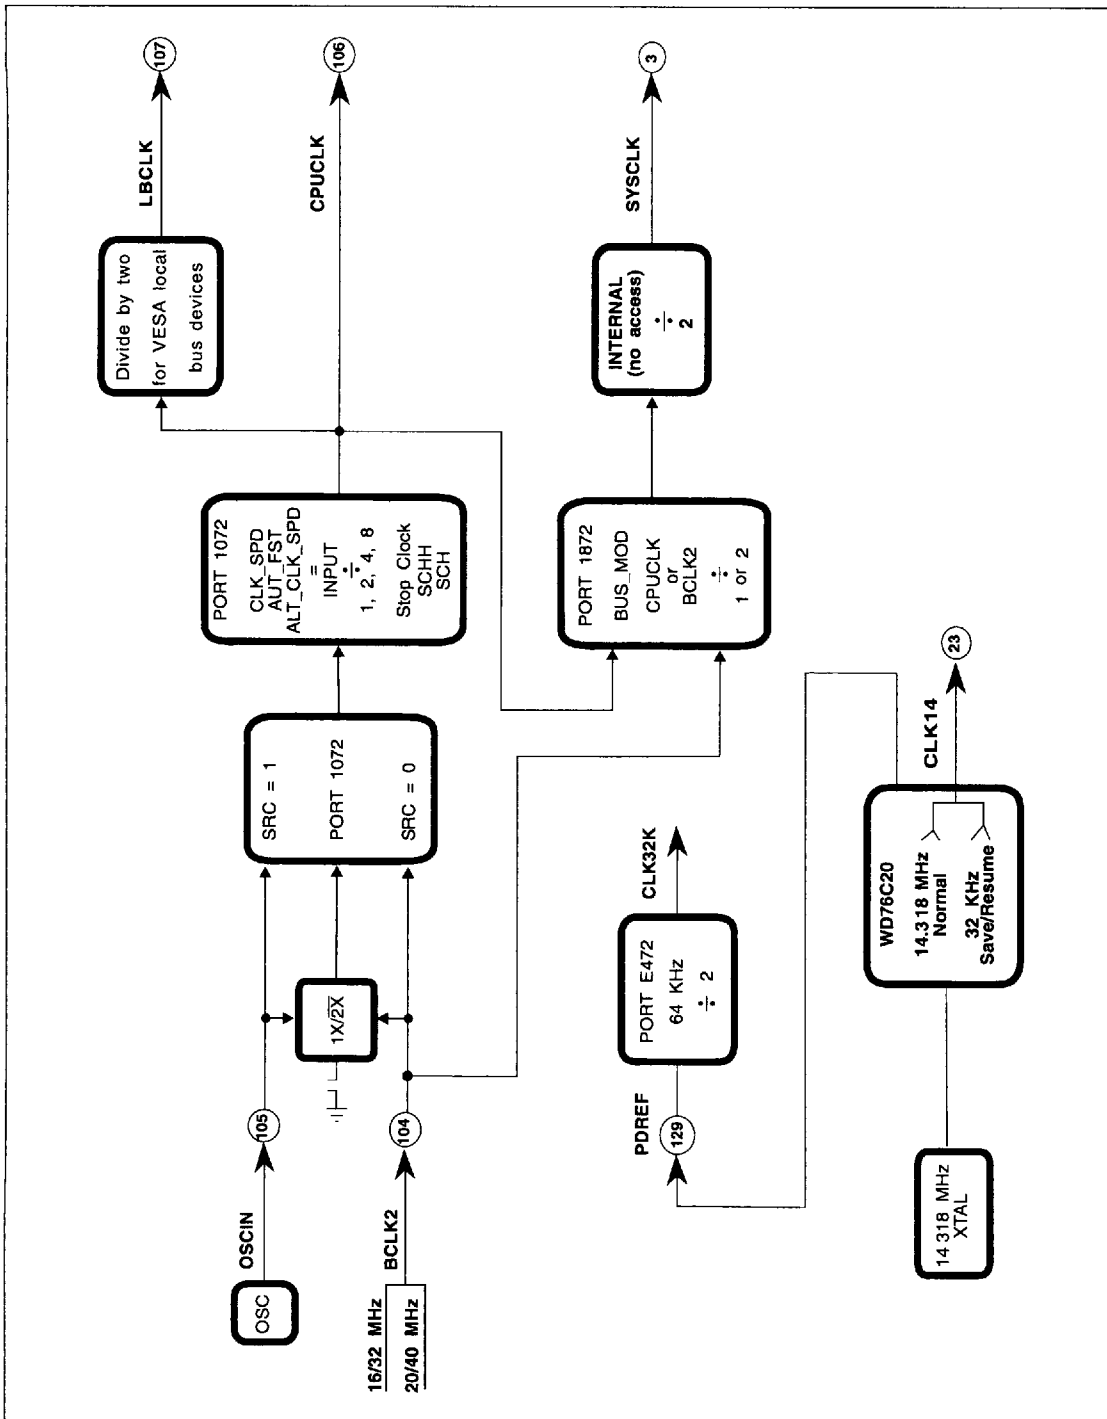 107
LBCLK
Divide by two
for VESA local
bus devices
106
CPUCLK
PORT 1072
CLK_SPD
AUT_FST
ALT_CLK_SPD
=
INPUT
÷
1, 2, 4, 8
Stop Clock
SCHH
SCH
SRC = 1
PORT 1072
SRC = 0
1X/2X
105
OSCIN
OSC
104
BCLK2
16/32 MHz
20/40 MHz
3
SYSCLK
INTERNAL
(no access)
÷
2
PORT 1872
BUS_MOD
CPUCLK
or
BCLK2
÷
1 or 2
CLK32K
PORT E472
64 KHz
÷ 2
PDREF
129
23
CLK14
WD76C20
14.318 MHz
Normal
32 KHz
Save/Resume
14 318 MHz
XTAL